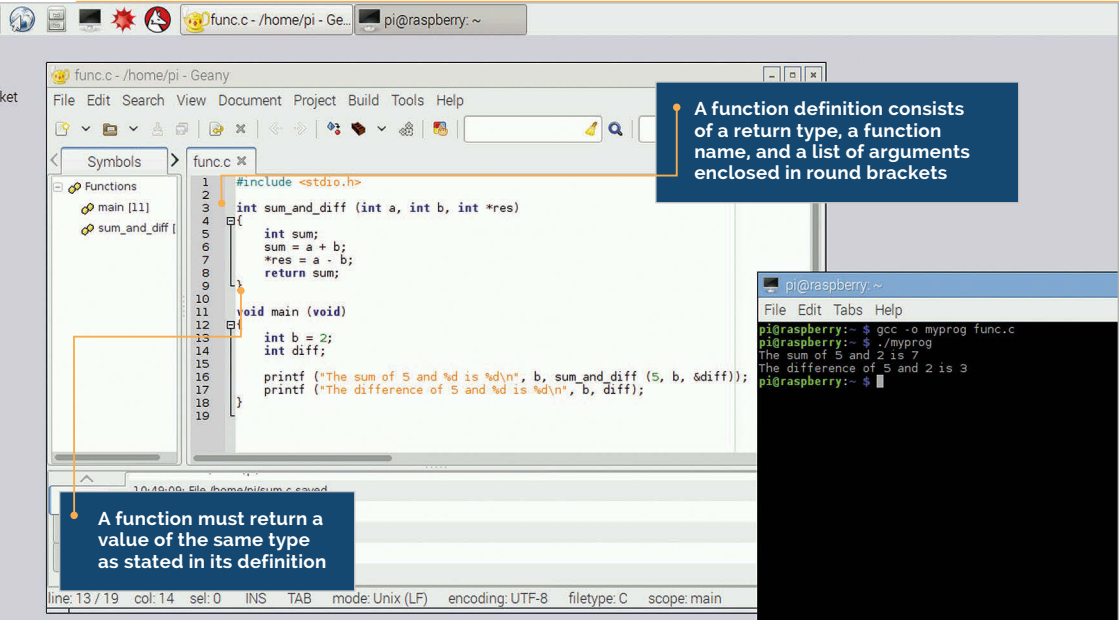 func.c - /home/pi - Ge...
pi@raspberry: ~
ket
func.c - /home/pi - Geany
File Edit Search View Document Project Build Tools Help
A function definition consists
of a return type, a function
name, and a list of arguments
enclosed in round brackets
Symbols
func.c
Functions
main [11]
sum_and_diff [
1 #include <stdio.h>
2
3 int sum_and_diff (int a, int b, int *res)
4 {
5 int sum;
6 sum = a + b;
7 *res = a - b;
8 return sum;
9 }
10
11 void main (void)
12 {
13 int b = 2;
14 int diff;
15
16 printf ("The sum of 5 and %d is %d\n", b, sum_and_diff (5, b, &diff));
17 printf ("The difference of 5 and %d is %d\n", b, diff);
18 }
19
pi@raspberry: ~
File Edit Tabs Help
pi@raspberry:~ $ gcc -o myprog func.c
pi@raspberry:~ $ ./myprog
The sum of 5 and 2 is 7
The difference of 5 and 2 is 3
pi@raspberry:~ $
10:49:09: File /home/pi/sum.c saved
A function must return a
value of the same type
as stated in its definition
line: 13 / 19 col: 14 sel: 0 INS TAB mode: Unix (LF) encoding: UTF-8 filetype: C scope: main